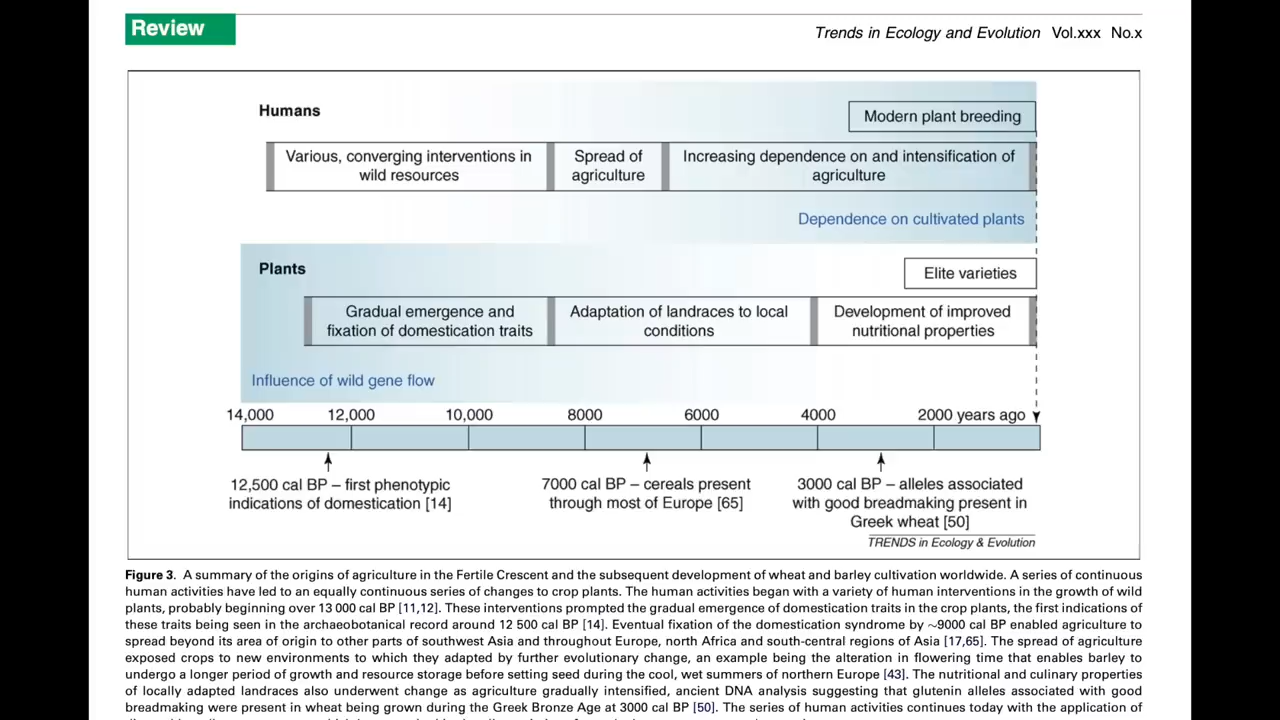 Review
Trends in Ecology and Evolution Vol.xxx No.x
Humans
Modern plant breeding
Various, converging interventions in
wild resources
Spread of
agriculture
Increasing dependence on and intensification of
agriculture
Dependence on cultivated plants
Plants
Elite varieties
Gradual emergence and
fixation of domestication traits
Adaptation of landraces to local
conditions
Development of improved
nutritional properties
Influence of wild gene flow
14,000 12,000 10,000 8000 6000 4000 2000 years ago
12,500 cal BP – first phenotypic
indications of domestication [14]
7000 cal BP – cereals present
through most of Europe [65]
3000 cal BP – alleles associated
with good breadmaking present in
Greek wheat [50]
TRENDS in Ecology & Evolution
Figure 3. A summary of the origins of agriculture in the Fertile Crescent and the subsequent development of wheat and barley cultivation worldwide. A series of continuous
human activities have led to an equally continuous series of changes to crop plants. The human activities began with a variety of human interventions in the growth of wild
plants, probably beginning over 13 000 cal BP [11,12]. These interventions prompted the gradual emergence of domestication traits in the crop plants, the first indications of
these traits being seen in the archaeobotanical record around 12 500 cal BP [14]. Eventual fixation of the domestication syndrome by ~9000 cal BP enabled agriculture to
spread beyond its area of origin to other parts of southwest Asia and throughout Europe, north Africa and south-central regions of Asia [17,65]. The spread of agriculture
exposed crops to new environments to which they adapted by further evolutionary change, an example being the alteration in flowering time that enables barley to
undergo a longer period of growth and resource storage before setting seed during the cool, wet summers of northern Europe [43]. The nutritional and culinary properties
of locally adapted landraces also underwent change as agriculture gradually intensified, ancient DNA analysis suggesting that glutenin alleles associated with good
breadmaking were present in wheat being grown during the Greek Bronze Age at 3000 cal BP [50]. The series of human activities continues today with the application of